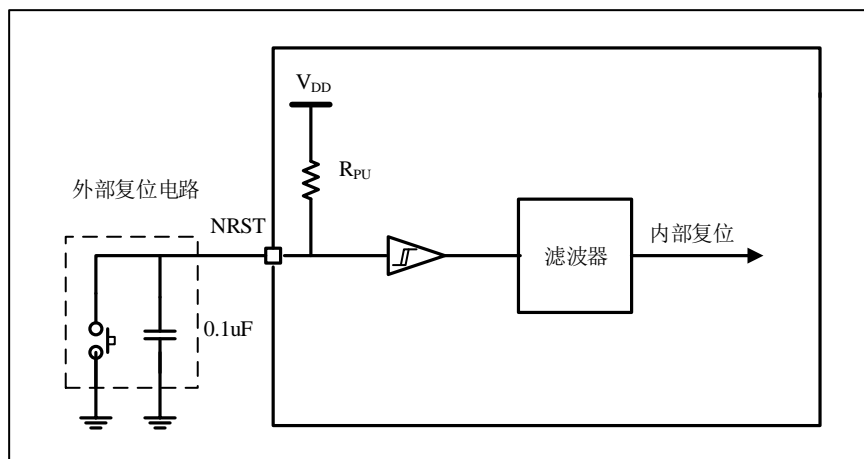 V_DD
R_PU
外部复位电路
NRST
内部复位
滤波器
0.1uF